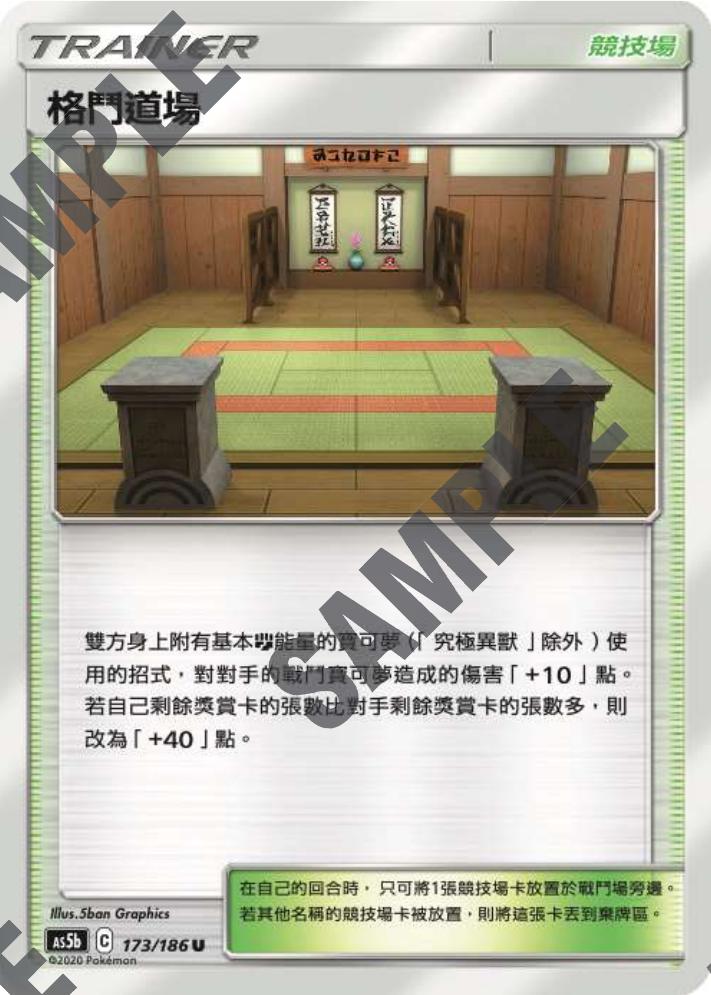 TRAINER
競技場
格鬥道場
雙方身上附有基本能量的寶可夢（「究極異獸」除外）使
用的招式，對對手的戰鬥寶可夢造成的傷害「+10」點。
若自己剩餘獎賞卡的張數比對手剩餘獎賞卡的張數多，則
改為「+40」點。
在自己的回合時，只可將1張競技場卡放置於戰鬥場旁邊。
若其他名稱的競技場卡被放置，則將這張卡丟到棄牌區。
Illus.5ban Graphics
AS5b C 173/186 U
©2020 Pokémon
SAMPLE
AMPLE
E